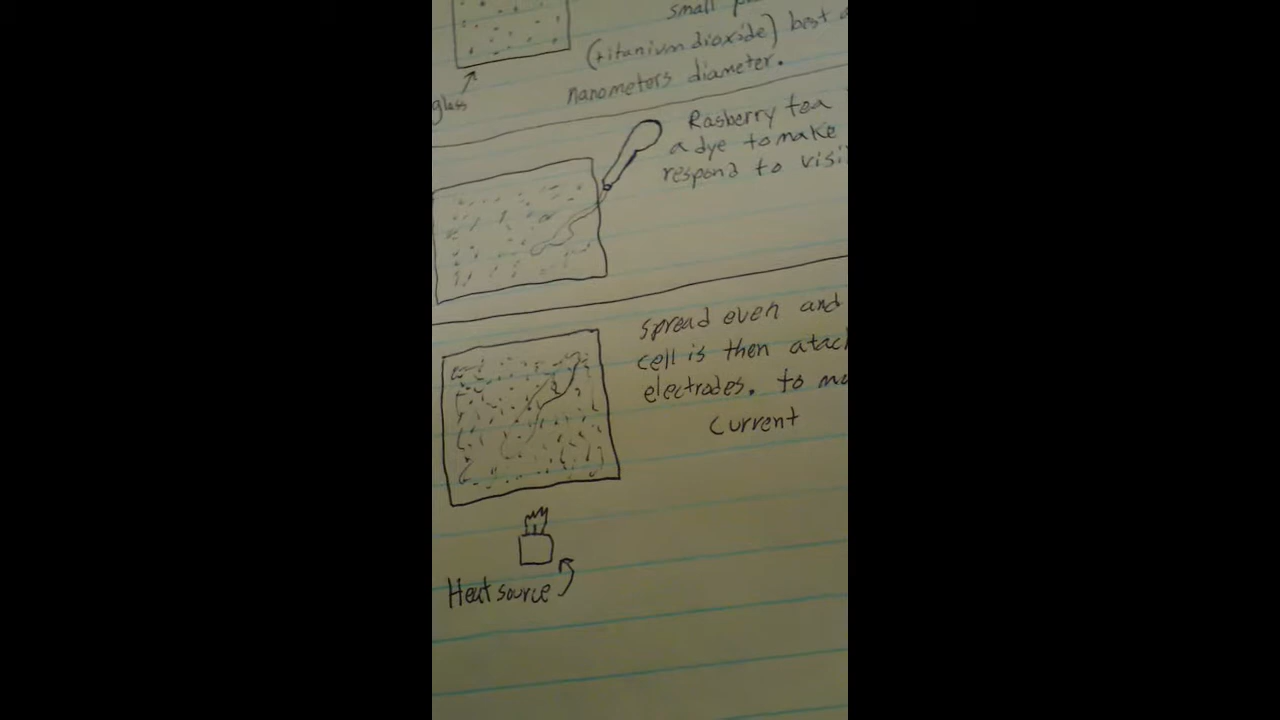 small
(titanium dioxide) best
nanometers diameter.
glass
Rasberry tea
a dye to make
respond to visi
spread even and
cell is then atach
electrodes. to
current
Heat source